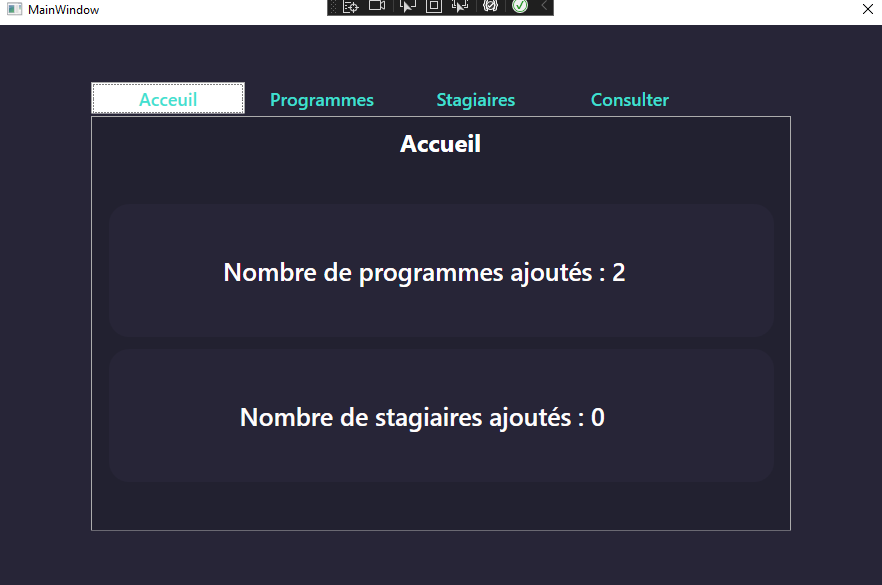 MainWindow
Acceuil Programmes Stagiaires Consulter
Accueil
Nombre de programmes ajoutés : 2
Nombre de stagiaires ajoutés : 0